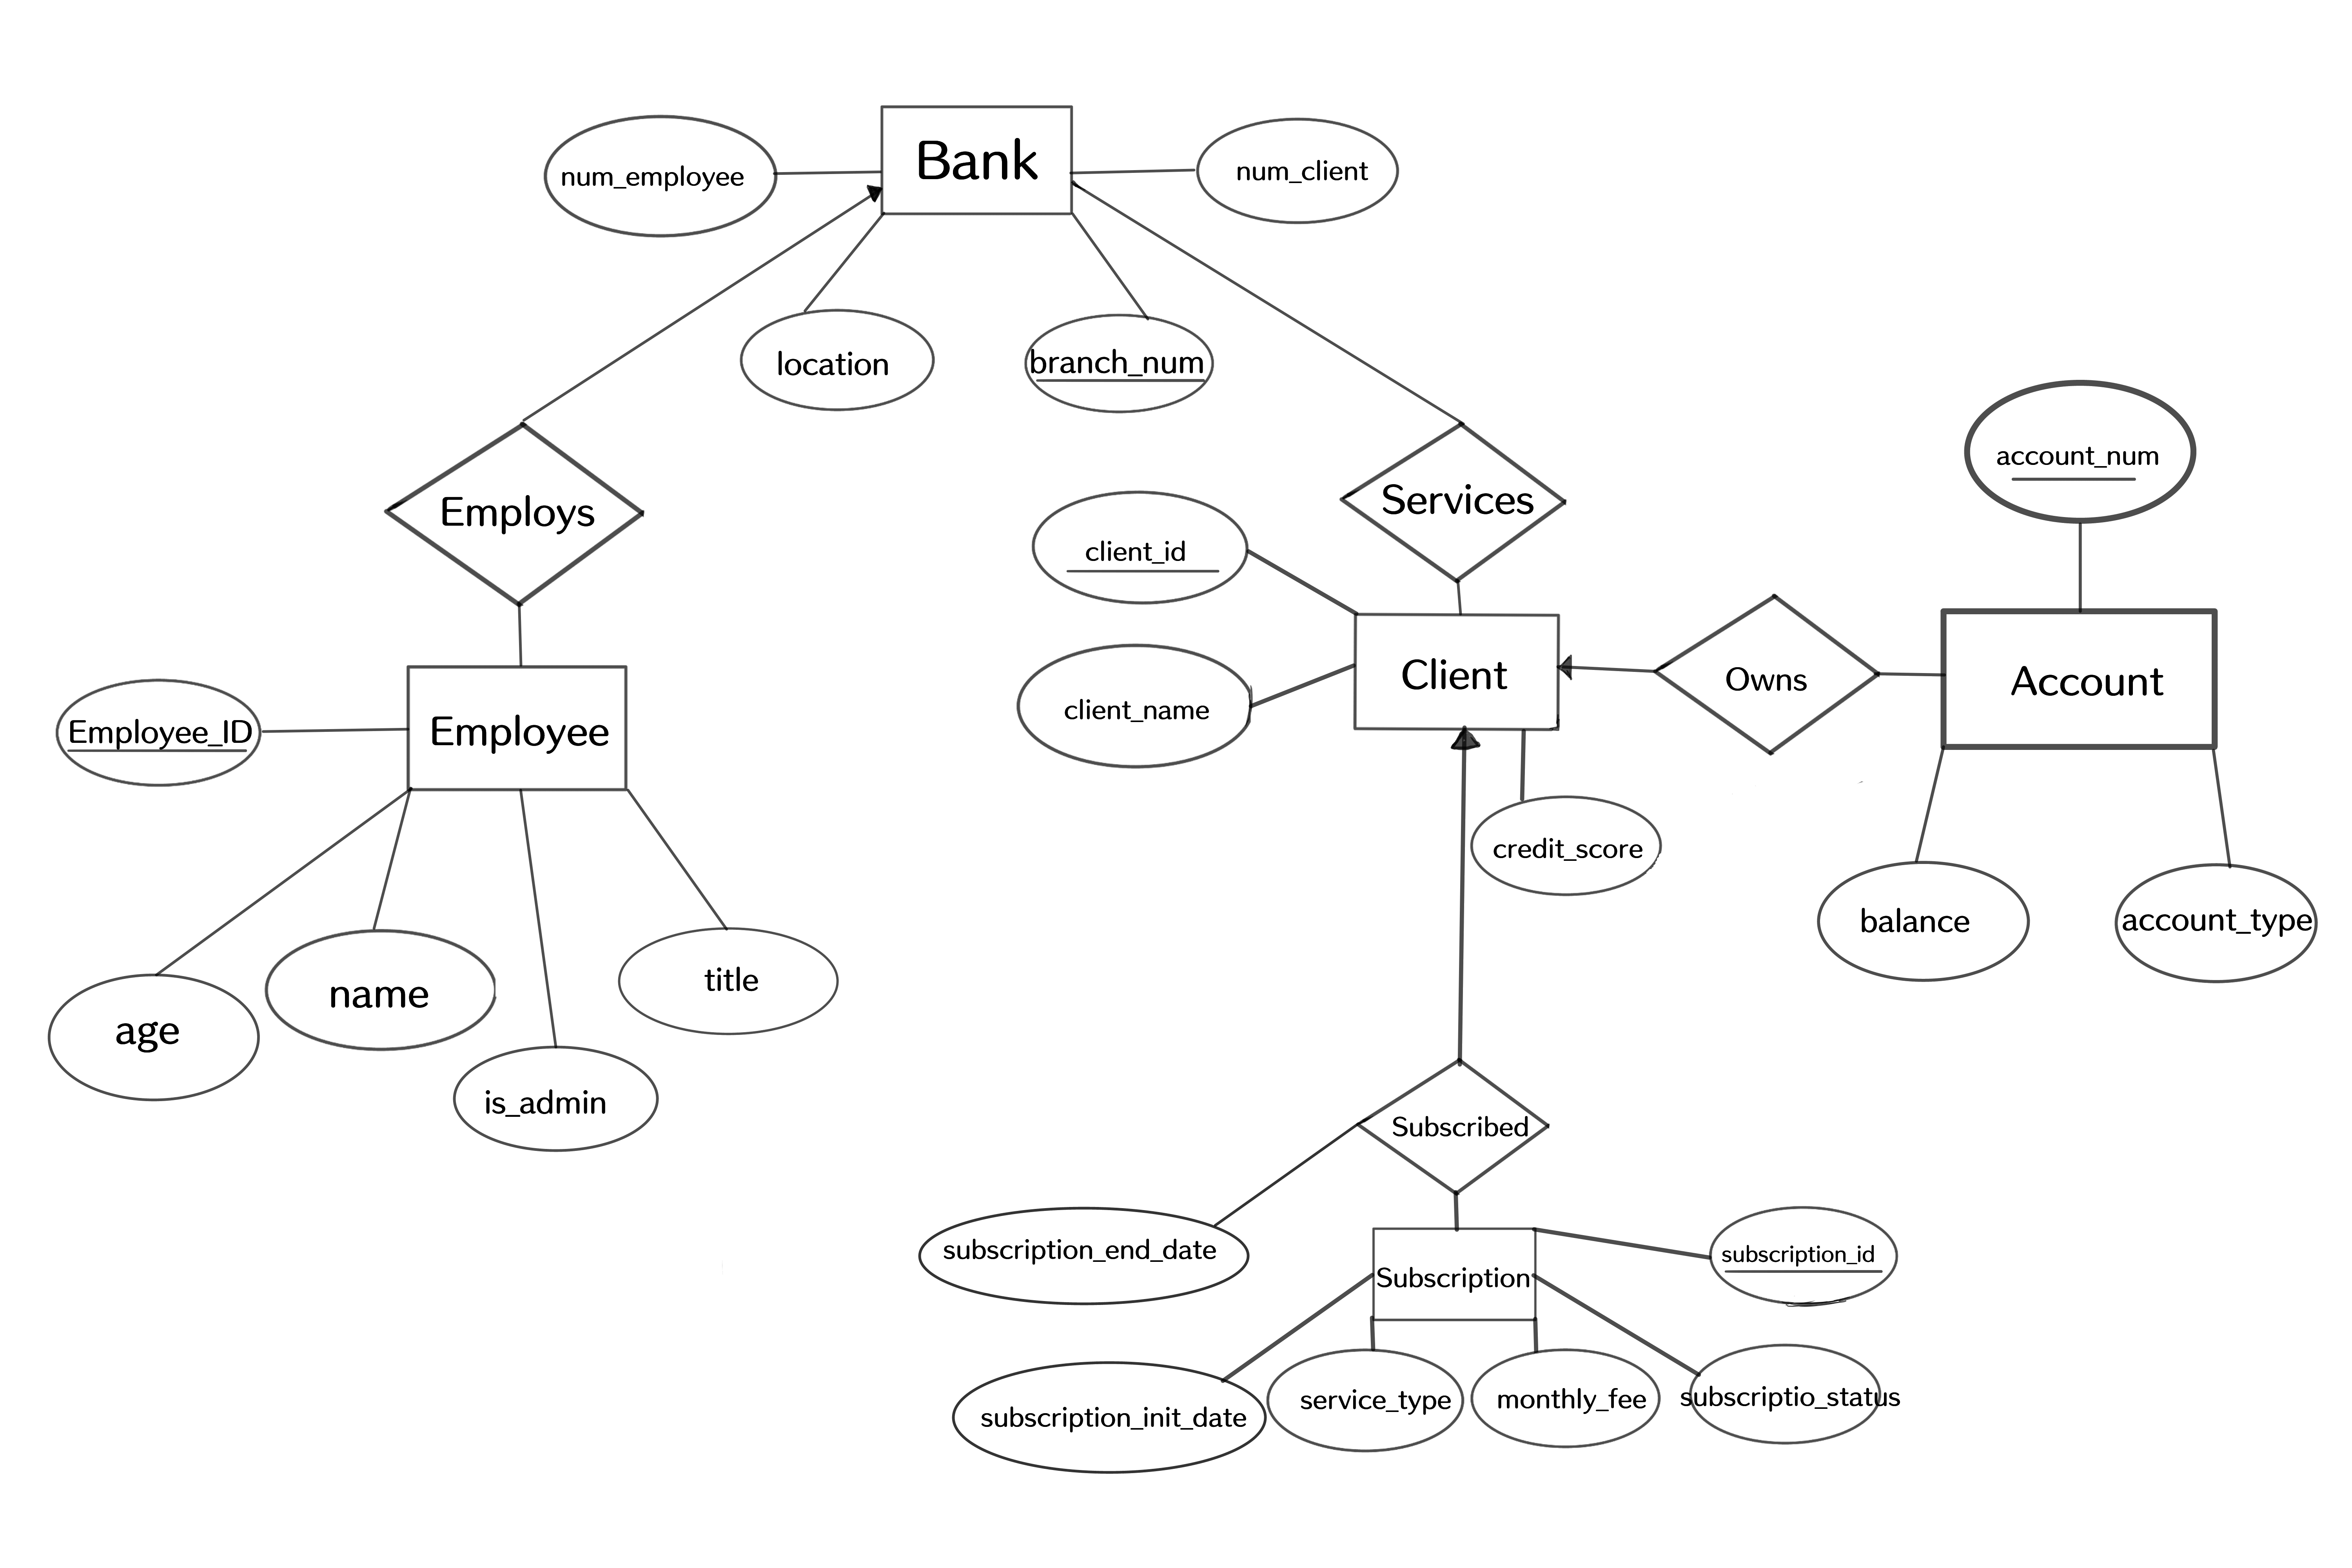 Bank
num_employee
num_client
location
branch_num
Employs
Services
account_num
client_id
Client
client_name
Owns
Account
Employee_ID
Employee
credit_score
balance
account_type
age
name
title
is_admin
Subscribed
subscription_end_date
Subscription
subscription_id
subscription_init_date
service_type
monthly_fee
subscriptio_status